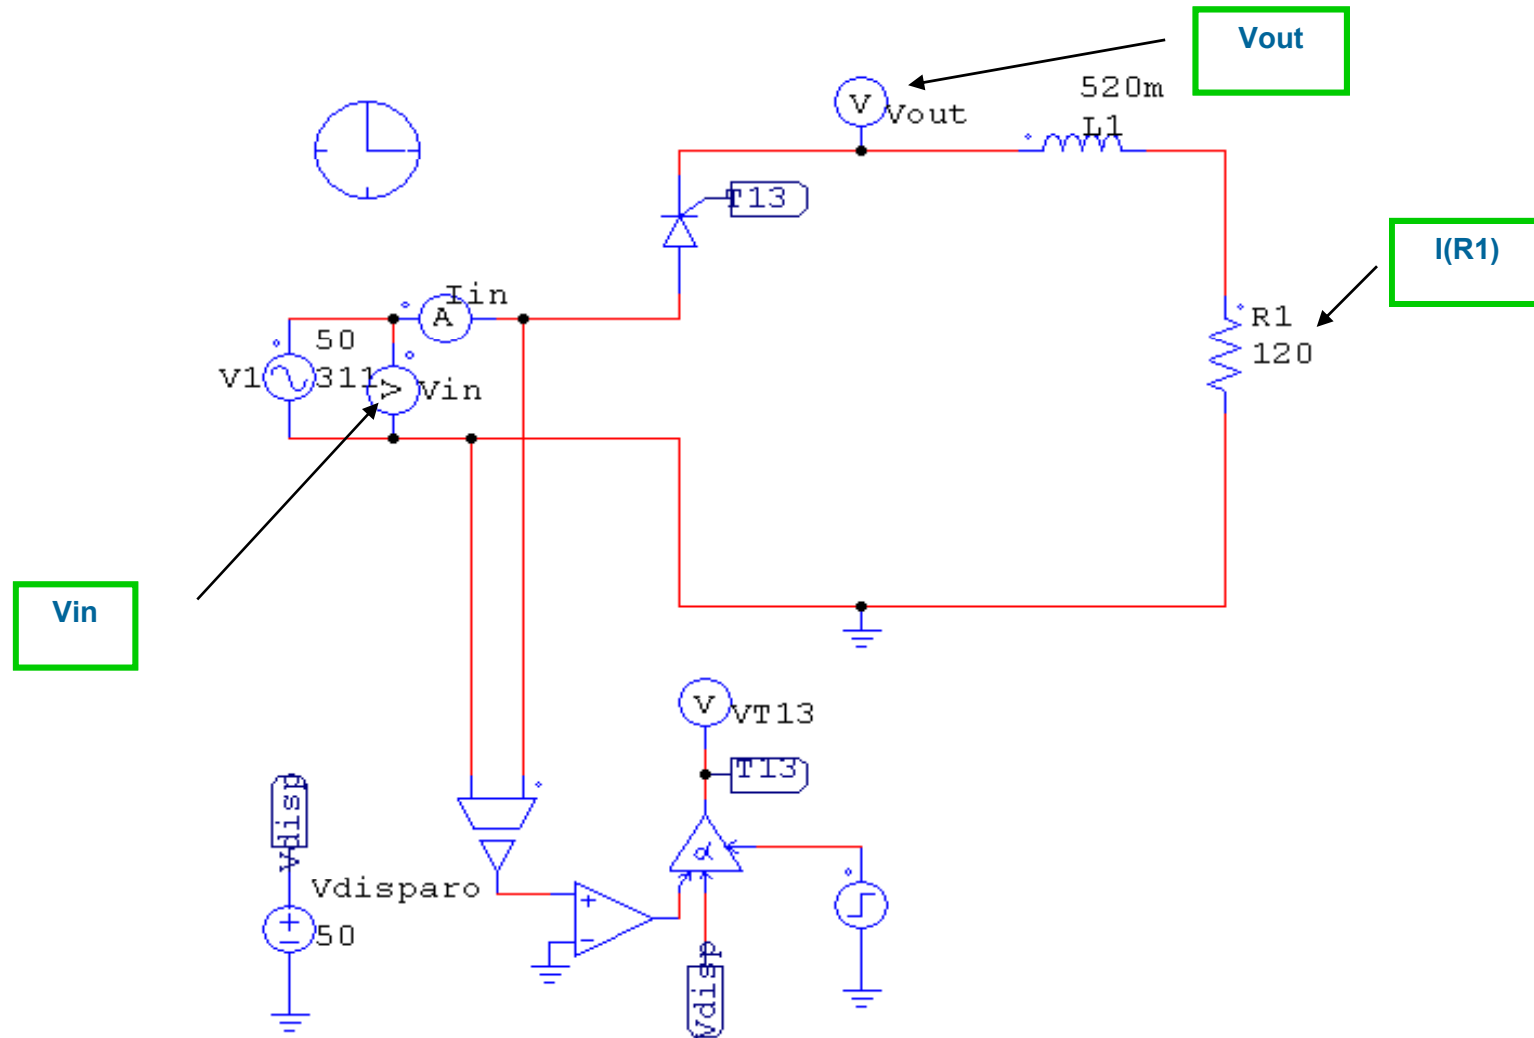 Vout
520m
V
Vout
L1
T13
I(R1)
Iin
A
R1
50
120
V1
311
V
Vin
Vin
V
VT13
T13
Vdisp
α
Vdisparo
+
50
+
-
+
-
Vdisp